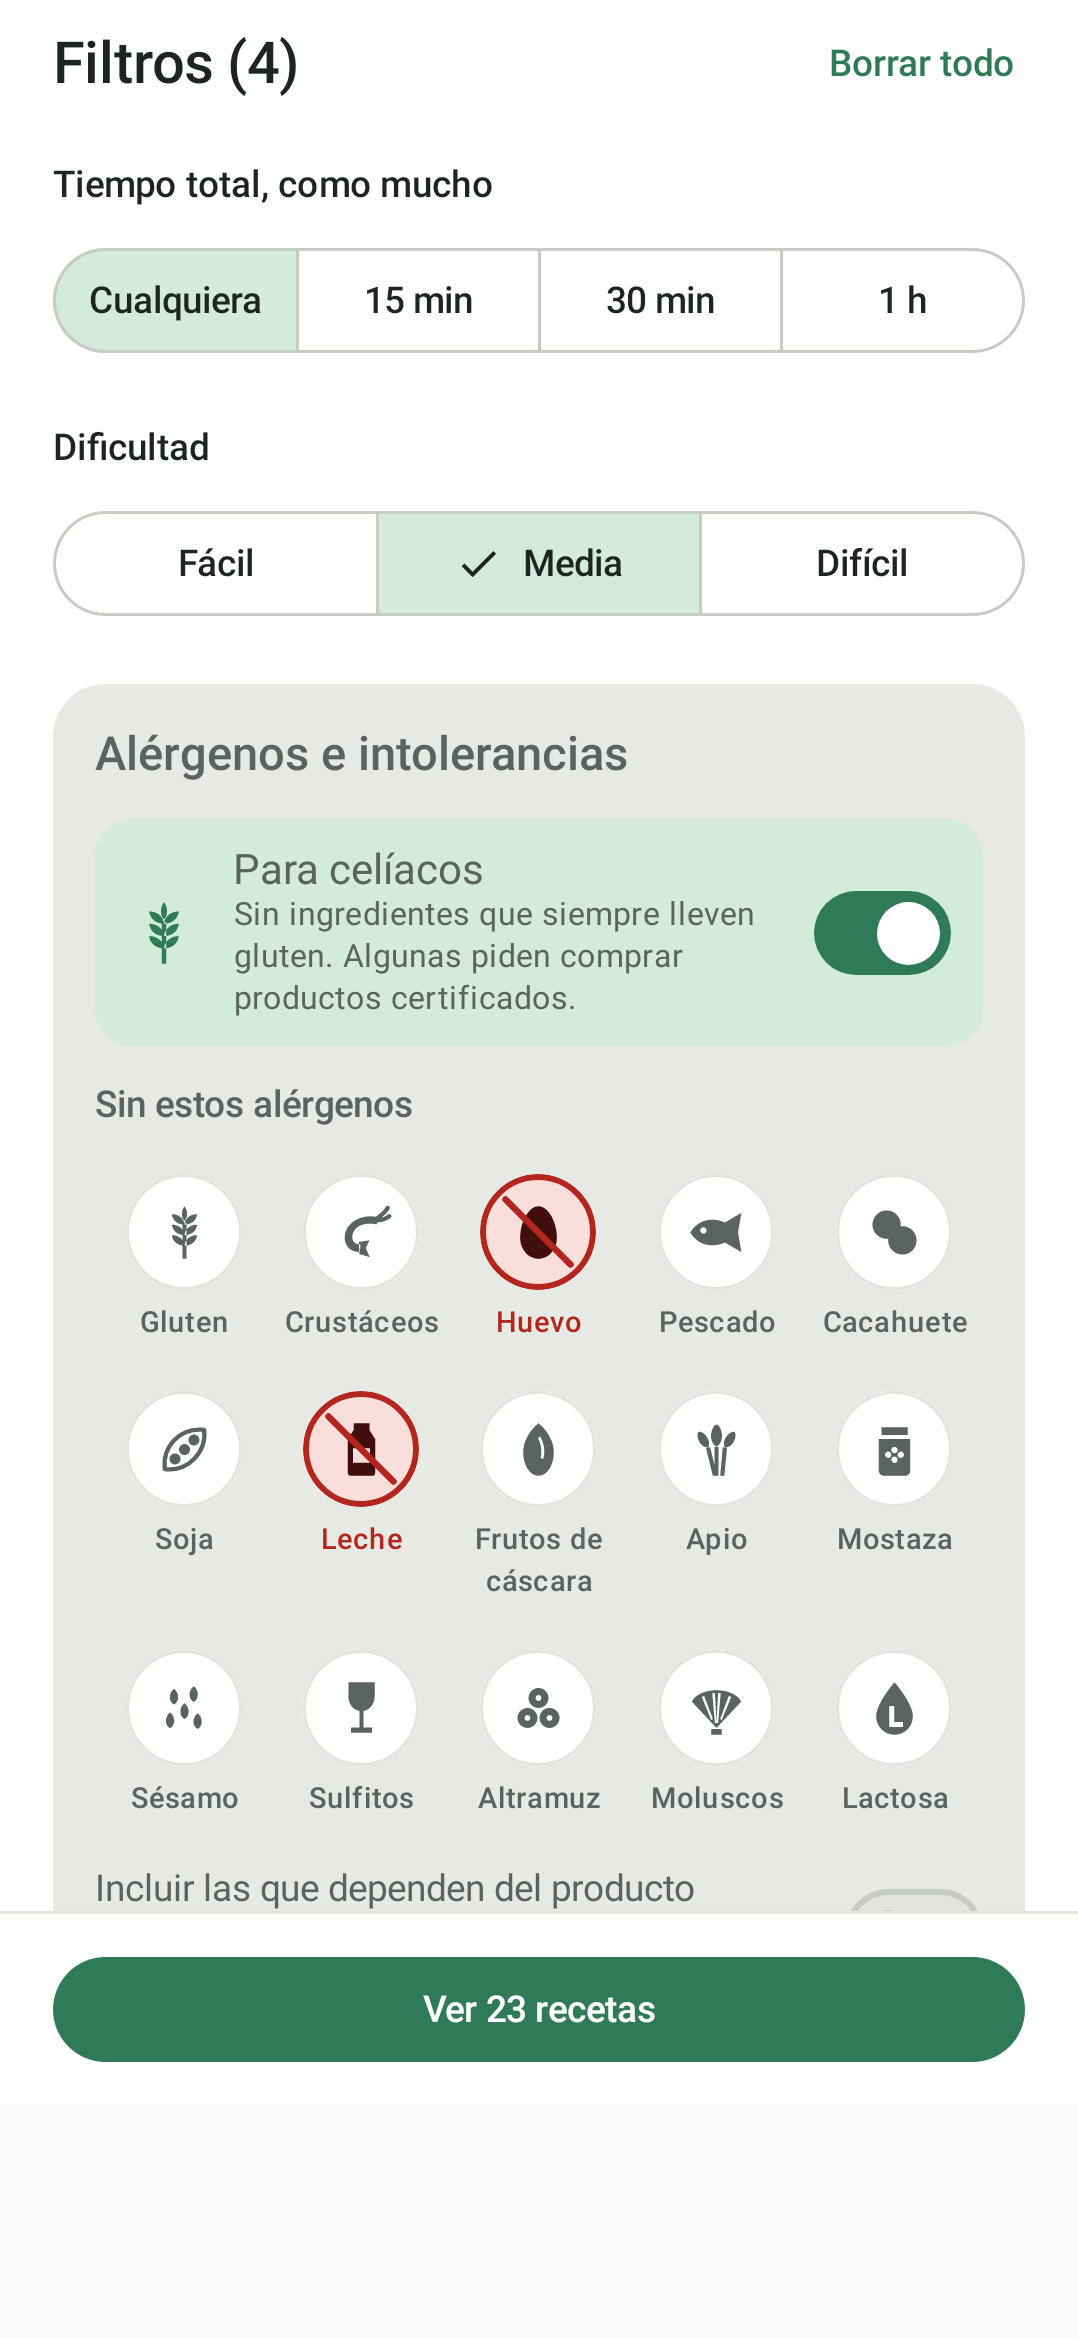 Filtros (4)
Borrar todo
Tiempo total, como mucho
Cualquiera
15 min
30 min
1 h
Dificultad
Fácil
Media
Difícil
Alérgenos e intolerancias
Para celíacos
Sin ingredientes que siempre lleven
gluten. Algunas piden comprar
productos certificados.
Sin estos alérgenos
Gluten
Crustáceos
Huevo
Pescado
Cacahuete
Soja
Leche
Frutos de
cáscara
Apio
Mostaza
L
Sésamo
Sulfitos
Altramuz
Moluscos
Lactosa
Incluir las que dependen del producto
Ver 23 recetas